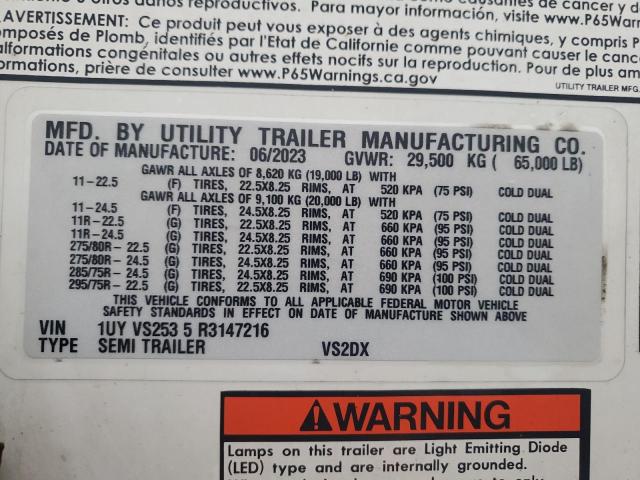 dans reproductivos. Para mayor información, visite www.P65War
AVERTISSEMENT: Ce produit peut vous exposer à des agents chimiques, y compris P
omposés de Plomb, identifiés par l'Etat de Californie comme pouvant causer le canc
alformations congénitales ou autres effets nocifs sur la reproduction. Pour de plus am
ormations, prière de consulter www.P65Warnings.ca.gov
UTILITY TRAILER MFG.
MFD. BY UTILITY TRAILER MANUFACTURING CO.
DATE OF MANUFACTURE: 06/2023 GVWR: 29,500 KG ( 65,000 LB)
GAWR ALL AXLES OF 8,620 KG (19,000 LB) WITH
11-22.5 (F) TIRES, 22.5X8.25 RIMS, AT 520 KPA (75 PSI) COLD DUAL
GAWR ALL AXLES OF 9,100 KG (20,000 LB) WITH
11-24.5 (F) TIRES, 24.5X8.25 RIMS, AT 520 KPA (75 PSI) COLD DUAL
11R-22.5 (G) TIRES, 22.5X8.25 RIMS, AT 660 KPA (95 PSI) COLD DUAL
11R-24.5 (G) TIRES, 24.5X8.25 RIMS, AT 660 KPA (95 PSI) COLD DUAL
275/80R-22.5 (G) TIRES, 22.5X8.25 RIMS, AT 660 KPA (95 PSI) COLD DUAL
275/80R-24.5 (G) TIRES, 24.5X8.25 RIMS, AT 660 KPA (95 PSI) COLD DUAL
285/75R-24.5 (G) TIRES, 24.5X8.25 RIMS, AT 690 KPA (100 PSI) COLD DUAL
295/75R-22.5 (G) TIRES, 22.5X8.25 RIMS, AT 690 KPA (100 PSI) COLD DUAL
THIS VEHICLE CONFORMS TO ALL APPLICABLE FEDERAL MOTOR VEHICLE
SAFETY STANDARDS IN EFFECT ON DATE OF MANUFACTURE SHOWN ABOVE
VIN 1UY VS253 5 R3147216
TYPE SEMI TRAILER VS2DX
WARNING
Lamps on this trailer are Light Emitting Diode
(LED) type and are internally grounded.